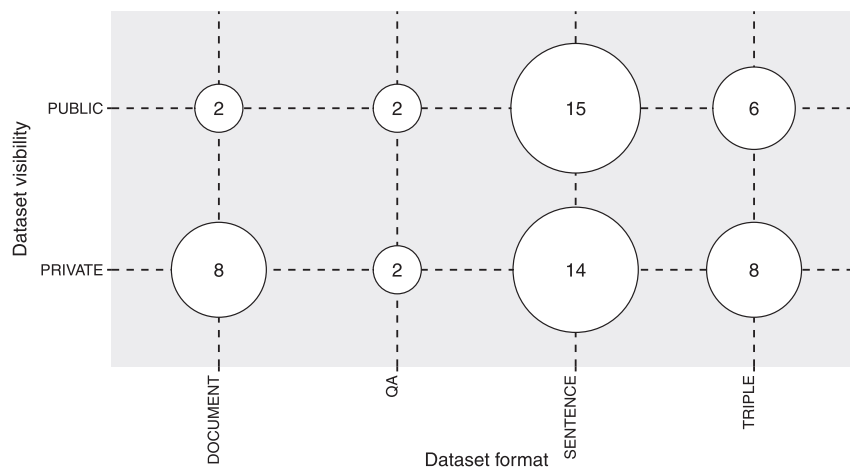 Dataset visibility
PUBLIC
2
2
15
6
PRIVATE
8
2
14
8
DOCUMENT
QA
SENTENCE
TRIPLE
Dataset format